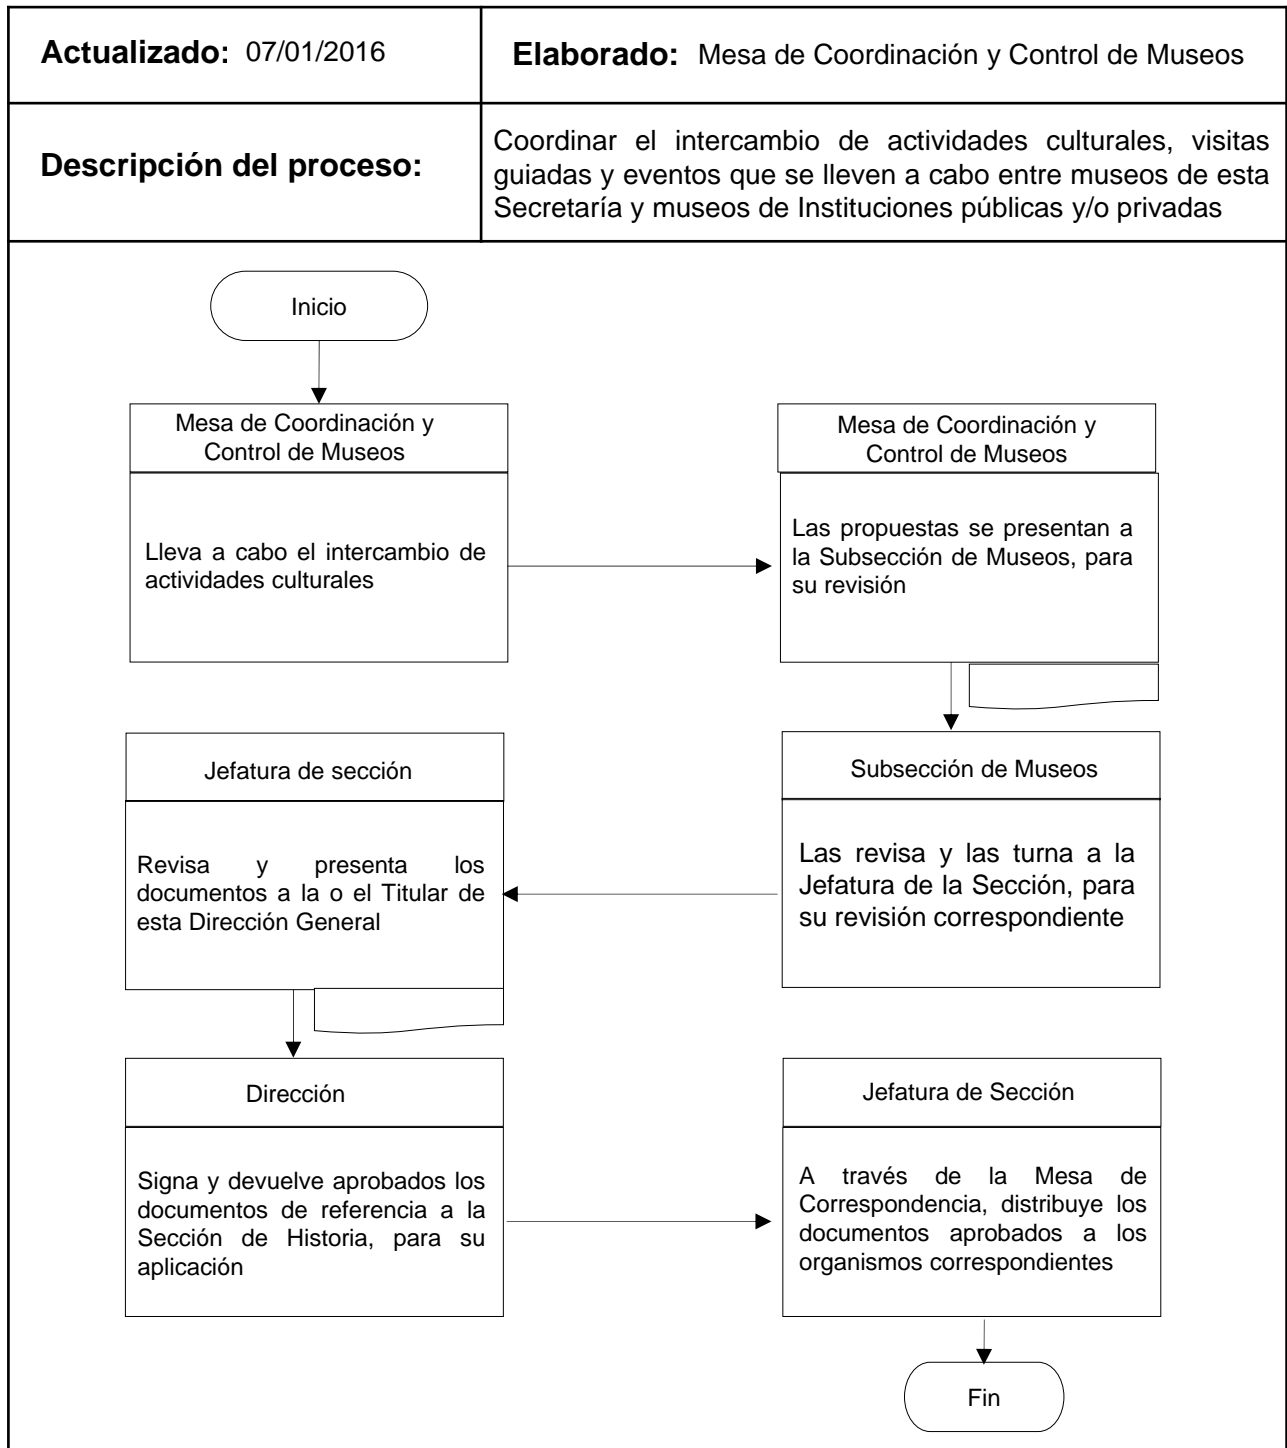 Actualizado: 07/01/2016
Elaborado: Mesa de Coordinación y Control de Museos
Descripción del proceso:
Coordinar el intercambio de actividades culturales, visitas
guiadas y eventos que se lleven a cabo entre museos de esta
Secretaría y museos de Instituciones públicas y/o privadas
Inicio
Mesa de Coordinación y
Control de Museos
Lleva a cabo el intercambio de
actividades culturales
Mesa de Coordinación y
Control de Museos
Las propuestas se presentan a
la Subsección de Museos, para
su revisión
Subsección de Museos
Las revisa y las turna a la
Jefatura de la Sección, para
su revisión correspondiente
Jefatura de sección
Revisa y presenta los
documentos a la o el Titular de
esta Dirección General
Dirección
Signa y devuelve aprobados los
documentos de referencia a la
Sección de Historia, para su
aplicación
Jefatura de Sección
A través de la Mesa de
Correspondencia, distribuye los
documentos aprobados a los
organismos correspondientes
Fin